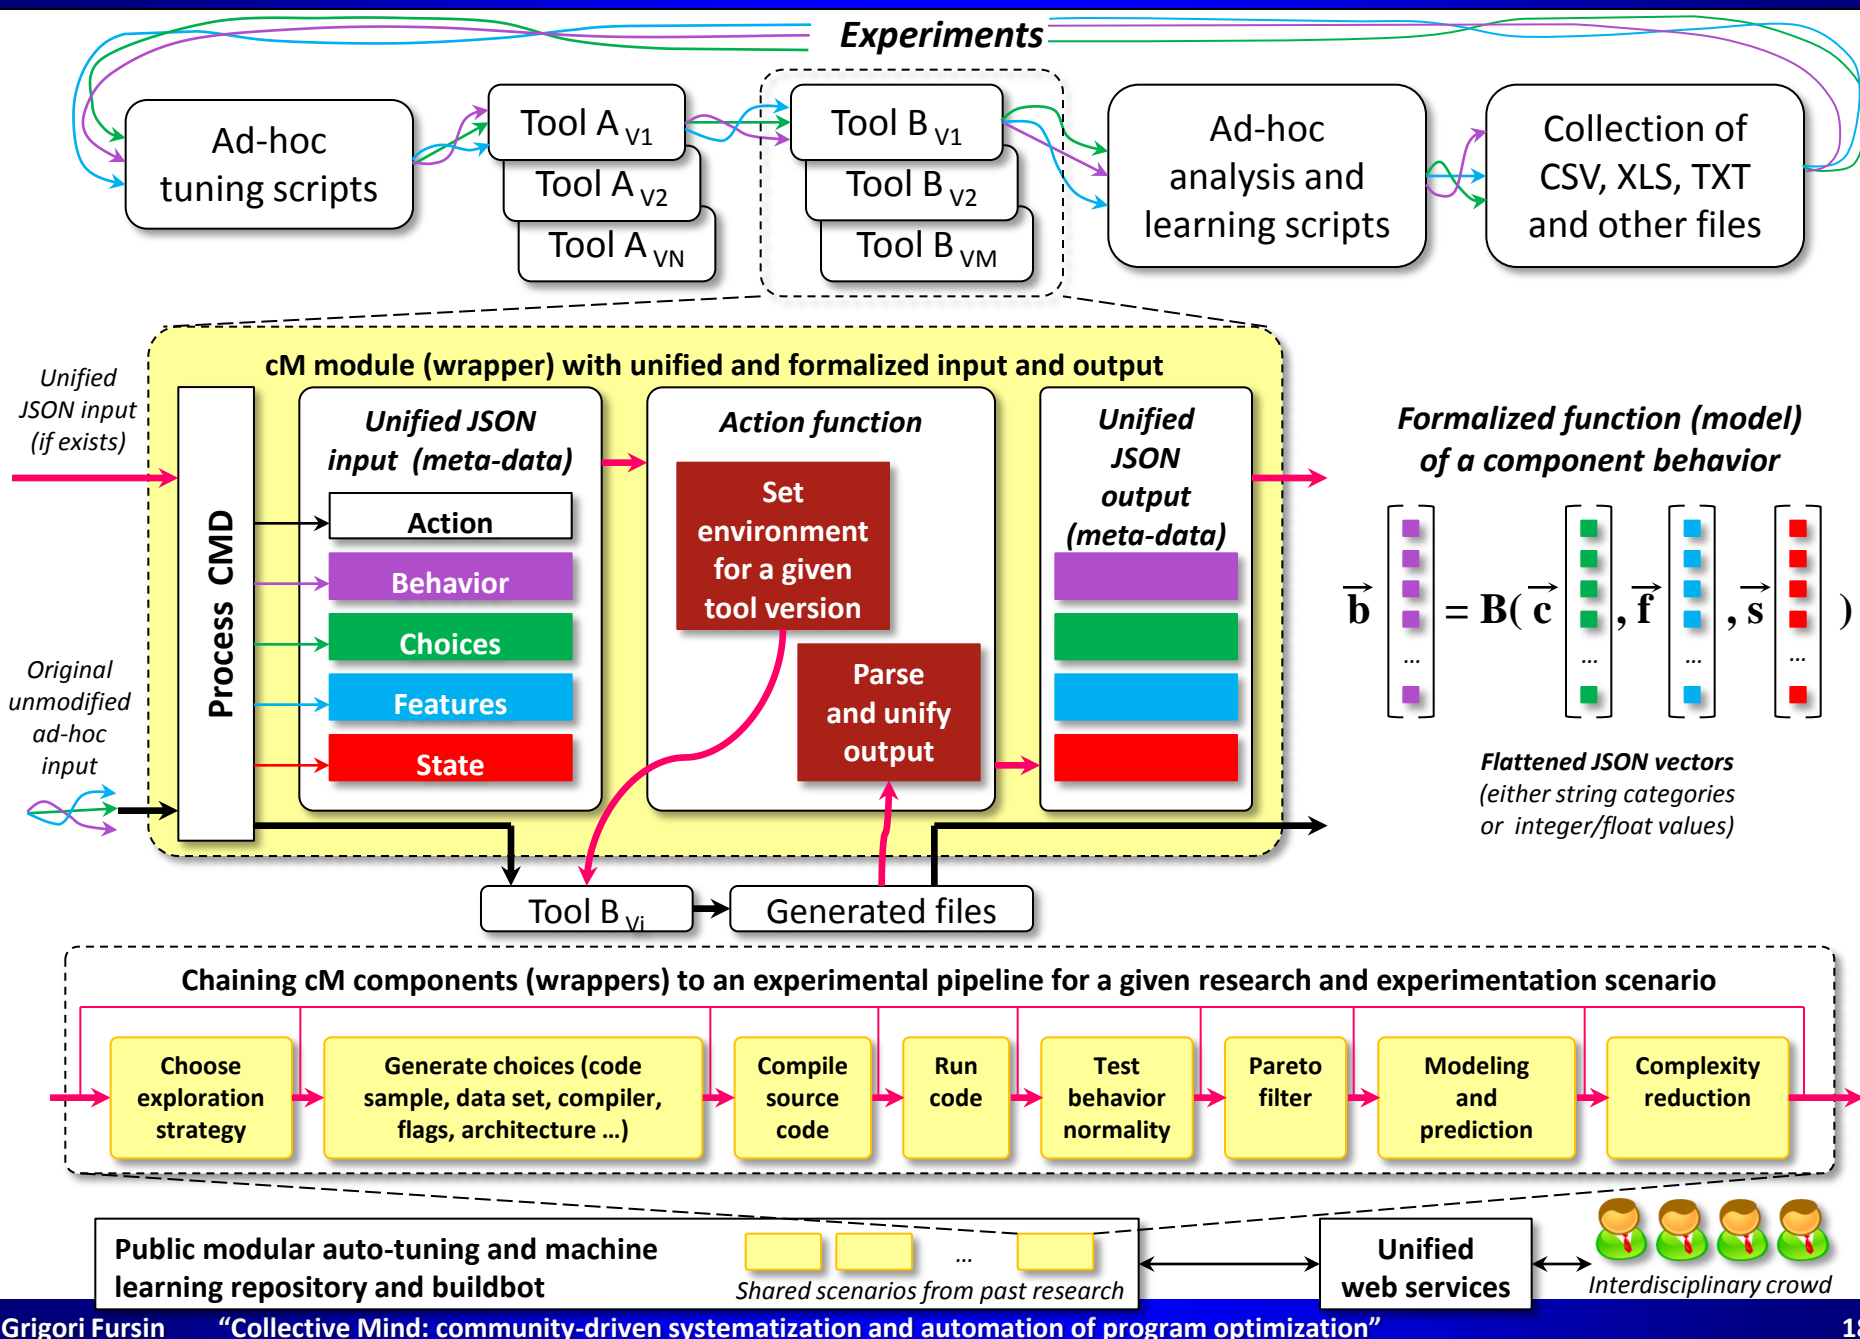 Experiments
Ad-hoc
tuning scripts
Tool A V1
Tool A V2
Tool A VN
Tool B V1
Tool B V2
Tool B VM
Ad-hoc
analysis and
learning scripts
Collection of
CSV, XLS, TXT
and other files
cM module (wrapper) with unified and formalized input and output
Unified
JSON input
(if exists)
Original
unmodified
ad-hoc
input
Process CMD
Unified JSON
input (meta-data)
Action
Behavior
Choices
Features
State
Action function
Set
environment
for a given
tool version
Parse
and unify
output
Unified
JSON
output
(meta-data)
Tool B Vi
Generated files
Formalized function (model)
of a component behavior
b = B( c , f , s )
... ... ... ...
Flattened JSON vectors
(either string categories
or integer/float values)
Chaining cM components (wrappers) to an experimental pipeline for a given research and experimentation scenario
Choose
exploration
strategy
Generate choices (code
sample, data set, compiler,
flags, architecture ...)
Compile
source
code
Run
code
Test
behavior
normality
Pareto
filter
Modeling
and
prediction
Complexity
reduction
Public modular auto-tuning and machine
learning repository and buildbot
...
Shared scenarios from past research
Unified
web services
Interdisciplinary crowd
Grigori Fursin “Collective Mind: community-driven systematization and automation of program optimization”